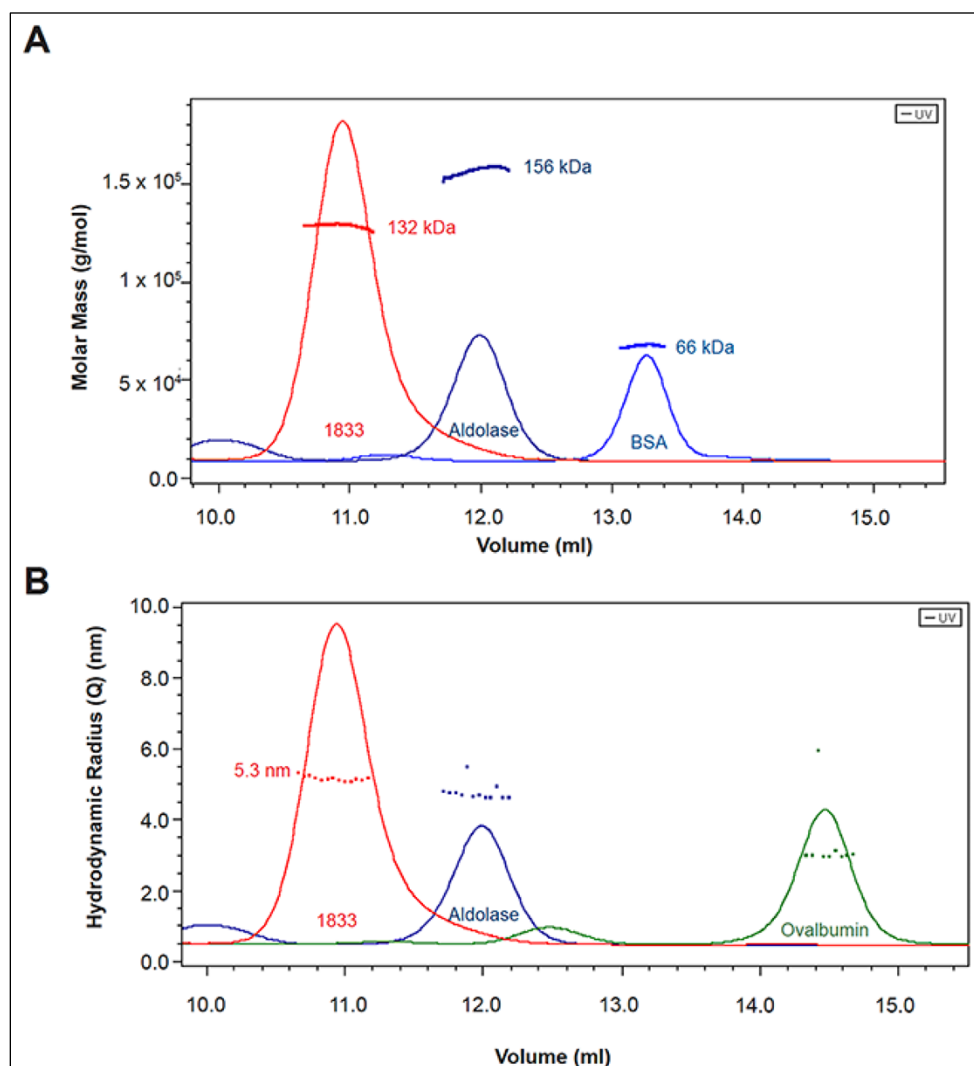 A
UV
Molar Mass (g/mol)
1.5 x 10⁵
1 x 10⁵
5 x 10⁴
0.0
156 kDa
132 kDa
66 kDa
1833
Aldolase
BSA
10.0 11.0 12.0 13.0 14.0 15.0
Volume (ml)
B
UV
Hydrodynamic Radius (Q) (nm)
10.0
8.0
6.0
4.0
2.0
0.0
5.3 nm
1833
Aldolase
Ovalbumin
10.0 11.0 12.0 13.0 14.0 15.0
Volume (ml)